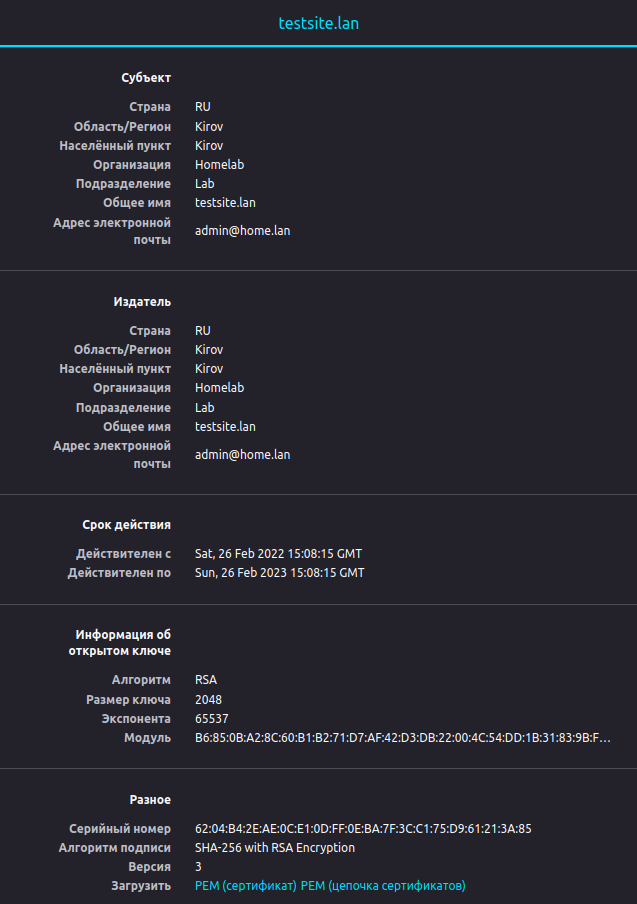 testsite.lan
Субъект
Страна RU
Область/Регион Kirov
Населённый пункт Kirov
Организация Homelab
Подразделение Lab
Общее имя testsite.lan
Адрес электронной
почты admin@home.lan
Издатель
Страна RU
Область/Регион Kirov
Населённый пункт Kirov
Организация Homelab
Подразделение Lab
Общее имя testsite.lan
Адрес электронной
почты admin@home.lan
Срок действия
Действителен с Sat, 26 Feb 2022 15:08:15 GMT
Действителен по Sun, 26 Feb 2023 15:08:15 GMT
Информация об
открытом ключе
Алгоритм RSA
Размер ключа 2048
Экспонента 65537
Модуль B6:85:0B:A2:8C:60:B1:B2:71:D7:AF:42:D3:DB:22:00:4C:54:DD:1B:31:83:9B:F…
Разное
Серийный номер 62:04:B4:2E:AE:0C:E1:0D:FF:0E:BA:7F:3C:C1:75:D9:61:21:3A:85
Алгоритм подписи SHA-256 with RSA Encryption
Версия 3
Загрузить PEM (сертификат) PEM (цепочка сертификатов)